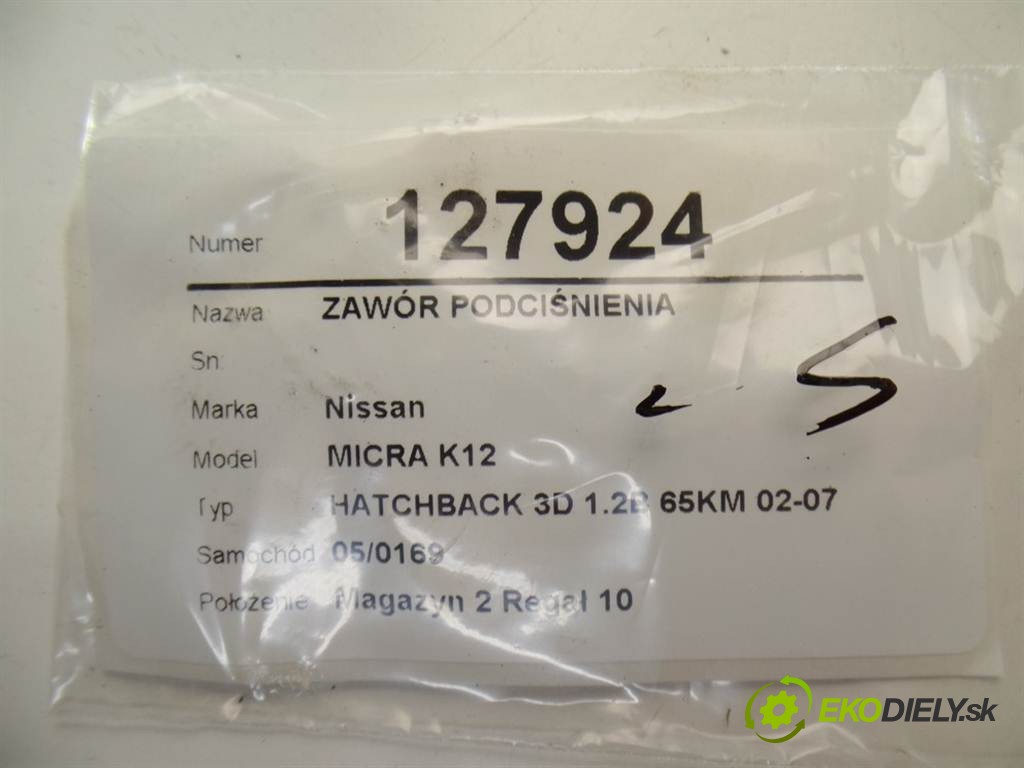 Numer 127924
Nazwa ZAWÓR PODCIŚNIENIA
Sn
Marka Nissan
Model MICRA K12
Typ HATCHBACK 3D 1.2B 65KM 02-07
Samochód 05/0169
Położenie Magazyn 2 Regał 10
EKODIELY.sk